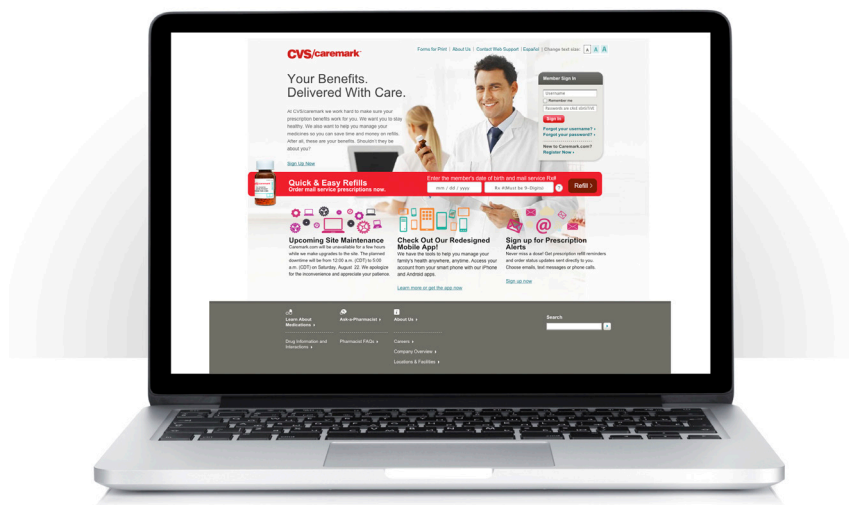 CVS/caremark
Forms for Print | About Us | Contact Web Support | Español | Change text size: A A A
Your Benefits.
Delivered With Care.
At CVS/caremark we work hard to make sure your
prescription benefits work for you. We want you to stay
healthy. We also want to help you manage your
medicines so you can save time and money on refills.
After all, these are your benefits. Shouldn't they be
about you?
Sign Up Now
Member Sign In
Username
Remember me
Sign In
Forgot your username? ›
Forgot your password? ›
New to Caremark.com?
Register Now ›
Quick & Easy Refills
Order mail service prescriptions now.
Enter the member's date of birth and mail service Rx#
mm / dd / yyyy
Rx #Must be 9-Digits
?
Refill ›
Upcoming Site Maintenance
Caremark.com will be unavailable for a few hours
while we make upgrades to the site. The planned
downtime will be from 12:00 a.m. (CDT) to 5:00
a.m. (CDT) on Saturday, August 22. We apologize
for the inconvenience and appreciate your patience.
Check Out Our Redesigned
Mobile App!
We have the tools to help you manage your
family's health anywhere, anytime. Access your
account from your smart phone with our iPhone
and Android apps.
Learn more or get the app now
@
Sign up for Prescription
Alerts
Never miss a dose! Get prescription refill reminders
and order status updates sent directly to you.
Choose emails, text messages or phone calls.
Sign up now
Learn About
Medications ›
Ask-a-Pharmacist ›
About Us ›
Search
Drug Information and
Interactions ›
Pharmacist FAQs ›
Careers ›
Company Overview ›
Locations & Facilities ›